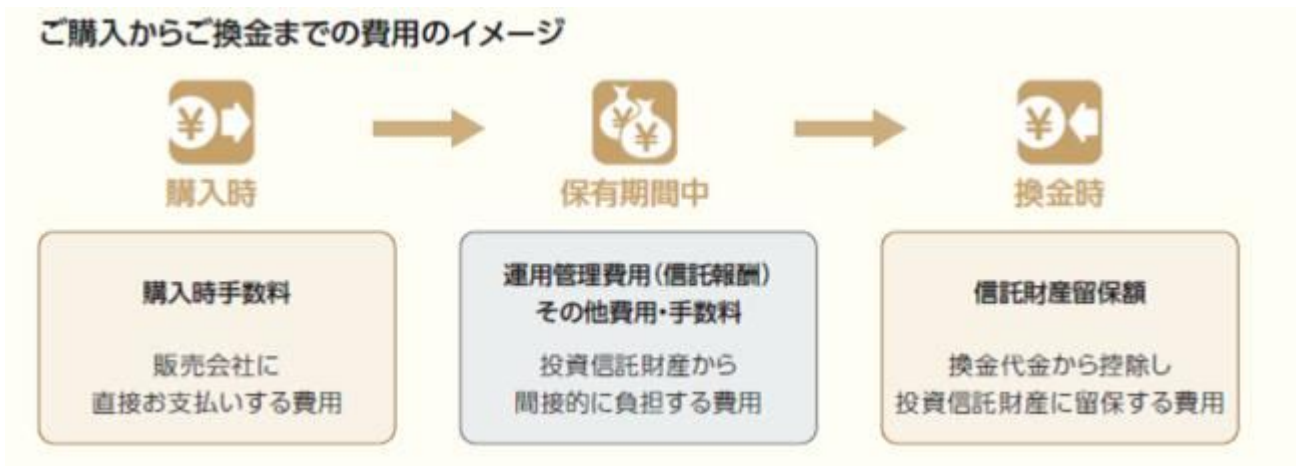 ご購入からご換金までの費用のイメージ
¥
¥ ¥
¥
購入時
保有期間中
換金時
購入時手数料
販売会社に
直接お支払いする費用
運用管理費用(信託報酬)
その他費用・手数料
投資信託財産から
間接的に負担する費用
信託財産留保額
換金代金から控除し
投資信託財産に留保する費用